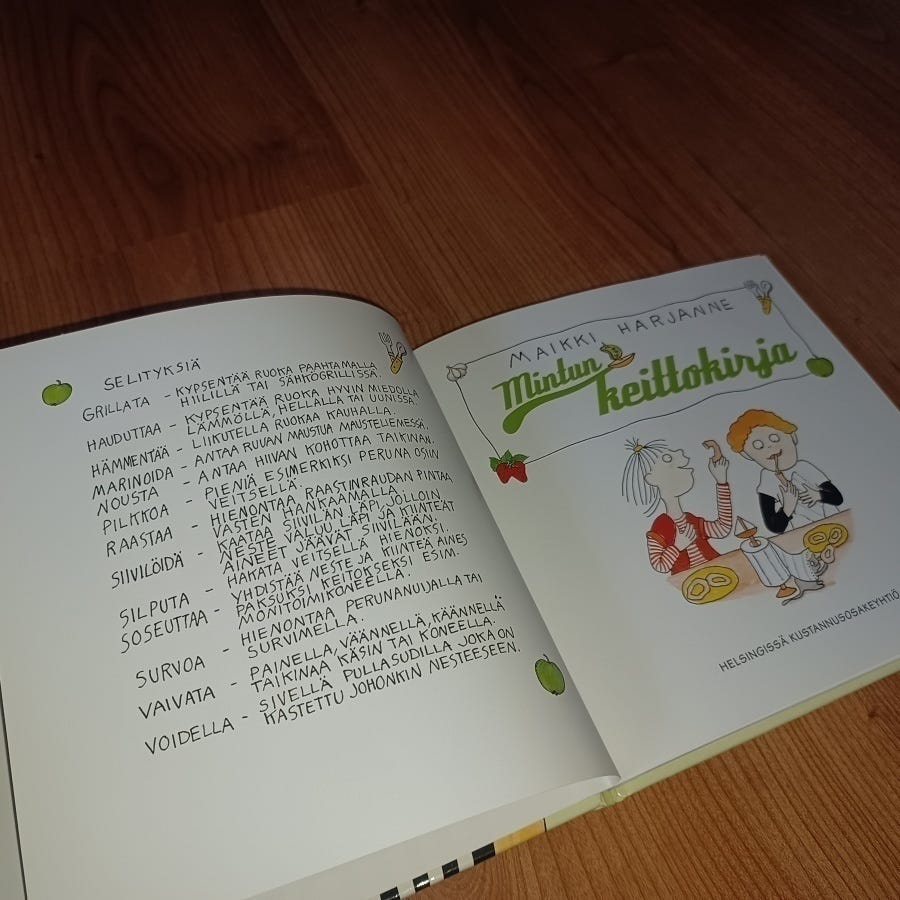 SELITYKSIÄ
GRILLATA - KYPSENTÄÄ RUOKA PAAHTAMALLA
HIILILLÄ TAI SÄHKÖGRILLISSÄ.
HAUDUTTAA - KYPSENTÄÄ RUOKA HYVIN MIEDOLLA
LÄMMÖLLÄ, HELLALLA TAI UUNISSA.
HÄMMENTÄÄ - LIIKUTELLA RUOKAA KAUHALLA.
MARINOIDA - ANTAA RUUAN MAUSTUA MAUSTELIEMESSÄ.
NOUSTA - ANTAA HIIVAN KOHOTTAA TAIKINAN.
PILKKOA - PIENIÄ ESIMERKIKSI PERUNA OSIIN
VEITSELLÄ.
RAASTAA - HIENONTAA RAASTINRAUDAN PINTAA
VASTEN HANKAAMALLA.
SIIVILÖIDÄ - KAATAA SIIVILÄN LÄPI, JOLLOIN
NESTE VALUU LÄPI JA KIINTEÄT
AINEET JÄÄVÄT SIIVILÄÄN.
SILPUTA - HAKATA VEITSELLÄ HIENOKSI.
SOSEUTTAA - YHDISTÄÄ NESTE JA KIINTEÄ AINES
PAKSUKSI KEITOKSEKSI ESIM.
MONITOIMIKONEELLA.
SURVOA - HIENONTAA PERUNANUIJALLA TAI
SURVIMELLA.
VAIVATA - PAINELLA, VÄÄNNELLÄ, KÄÄNNELLÄ
TAIKINAA KÄSIN TAI KONEELLA.
VOIDELLA - SIVELLÄ PULLASUDILLA JOKA ON
KASTETTU JOHONKIN NESTEESEEN.
MAIKKI HARJANNE
Mintun
keittokirja
HELSINGISSÄ KUSTANNUSOSAKEYHTIÖ